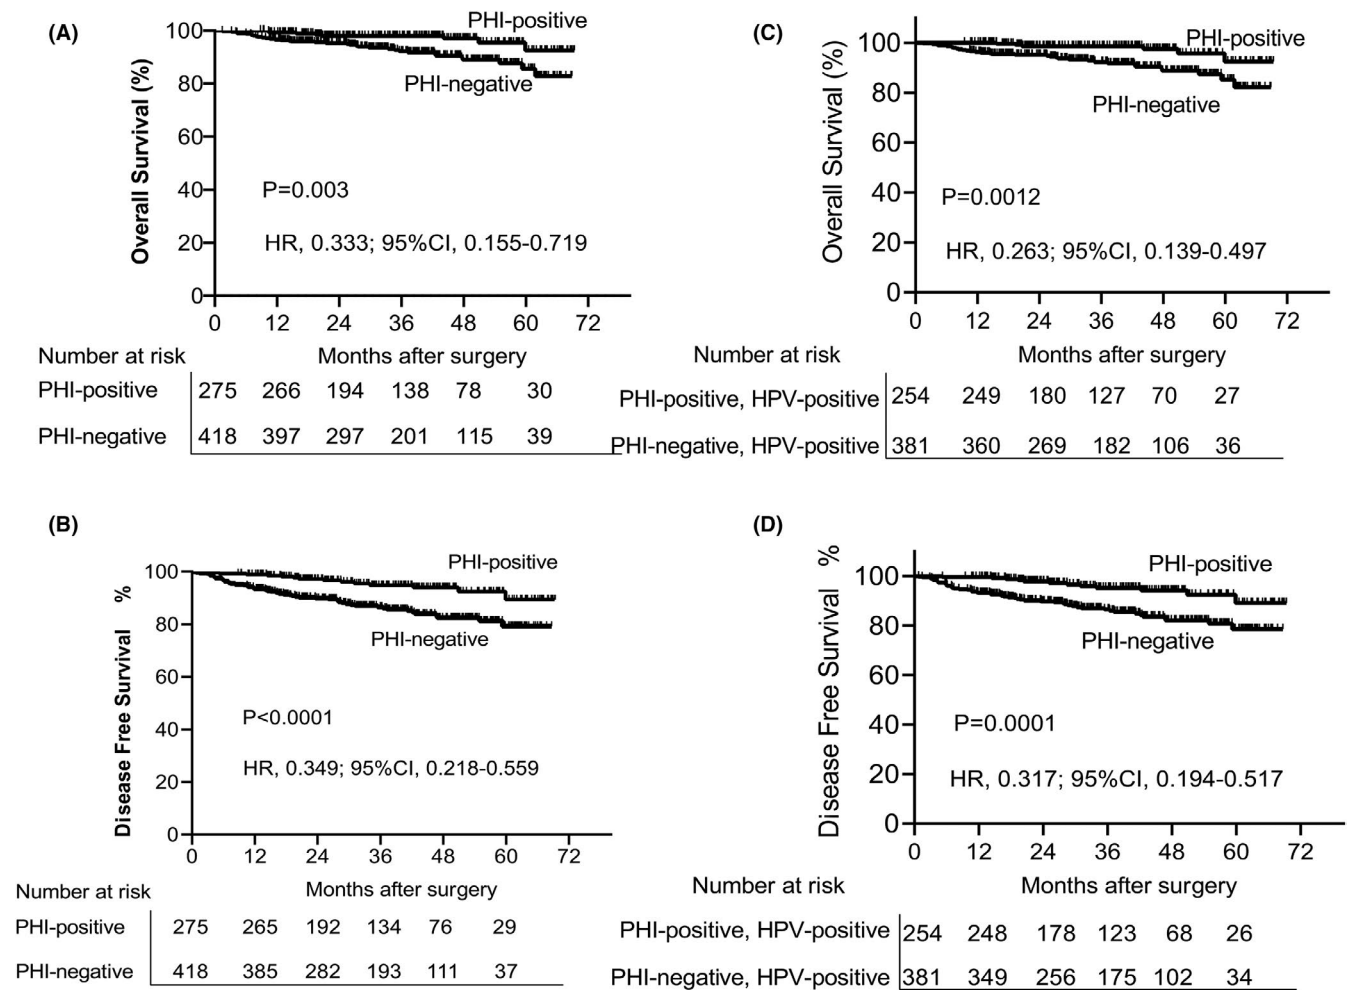 (A)
Overall Survival (%)
100
80
60
40
20
0
PHI-positive
PHI-negative
P=0.003
HR, 0.333; 95%CI, 0.155-0.719
0 12 24 36 48 60 72
Number at risk
Months after surgery
PHI-positive 275 266 194 138 78 30
PHI-negative 418 397 297 201 115 39
(C)
Overall Survival (%)
100
80
60
40
20
0
PHI-positive
PHI-negative
P=0.0012
HR, 0.263; 95%CI, 0.139-0.497
0 12 24 36 48 60 72
Number at risk
Months after surgery
PHI-positive, HPV-positive 254 249 180 127 70 27
PHI-negative, HPV-positive 381 360 269 182 106 36
(B)
Disease Free Survival %
100
80
60
40
20
0
PHI-positive
PHI-negative
P<0.0001
HR, 0.349; 95%CI, 0.218-0.559
0 12 24 36 48 60 72
Number at risk
Months after surgery
PHI-positive 275 265 192 134 76 29
PHI-negative 418 385 282 193 111 37
(D)
Disease Free Survival %
100
80
60
40
20
0
PHI-positive
PHI-negative
P=0.0001
HR, 0.317; 95%CI, 0.194-0.517
0 12 24 36 48 60 72
Number at risk
Months after surgery
PHI-positive, HPV-positive 254 248 178 123 68 26
PHI-negative, HPV-positive 381 349 256 175 102 34